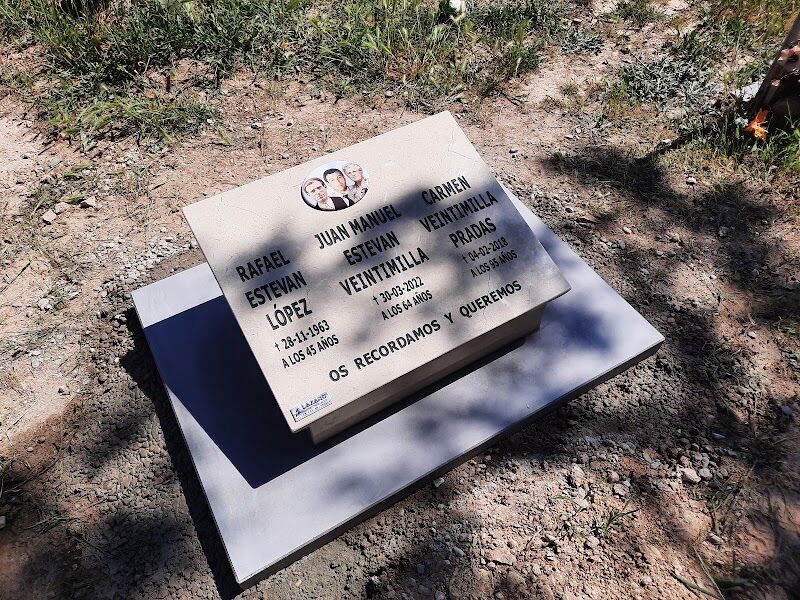 RAFAEL
ESTEVAN
LÓPEZ
† 28-11-1963
A LOS 45 AÑOS
JUAN MANUEL
ESTEVAN
VEINTIMILLA
† 30-03-2022
A LOS 64 AÑOS
CARMEN
VEINTIMILLA
PRADAS
† 04-02-2018
A LOS 95 AÑOS
OS RECORDAMOS Y QUEREMOS
LAZARO